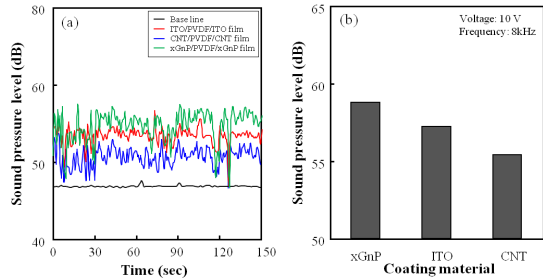 (a)
Base line
ITO/PVDF/ITO film
CNT/PVDF/CNT film
xGnP/PVDF/xGnP film
Sound pressure level (dB)
80
60
50
40
0
30
60
90
120
150
Time (sec)
(b)
Voltage: 10 V
Frequency: 8kHz
Sound pressure level (dB)
65
60
55
50
xGnP
ITO
CNT
Coating material